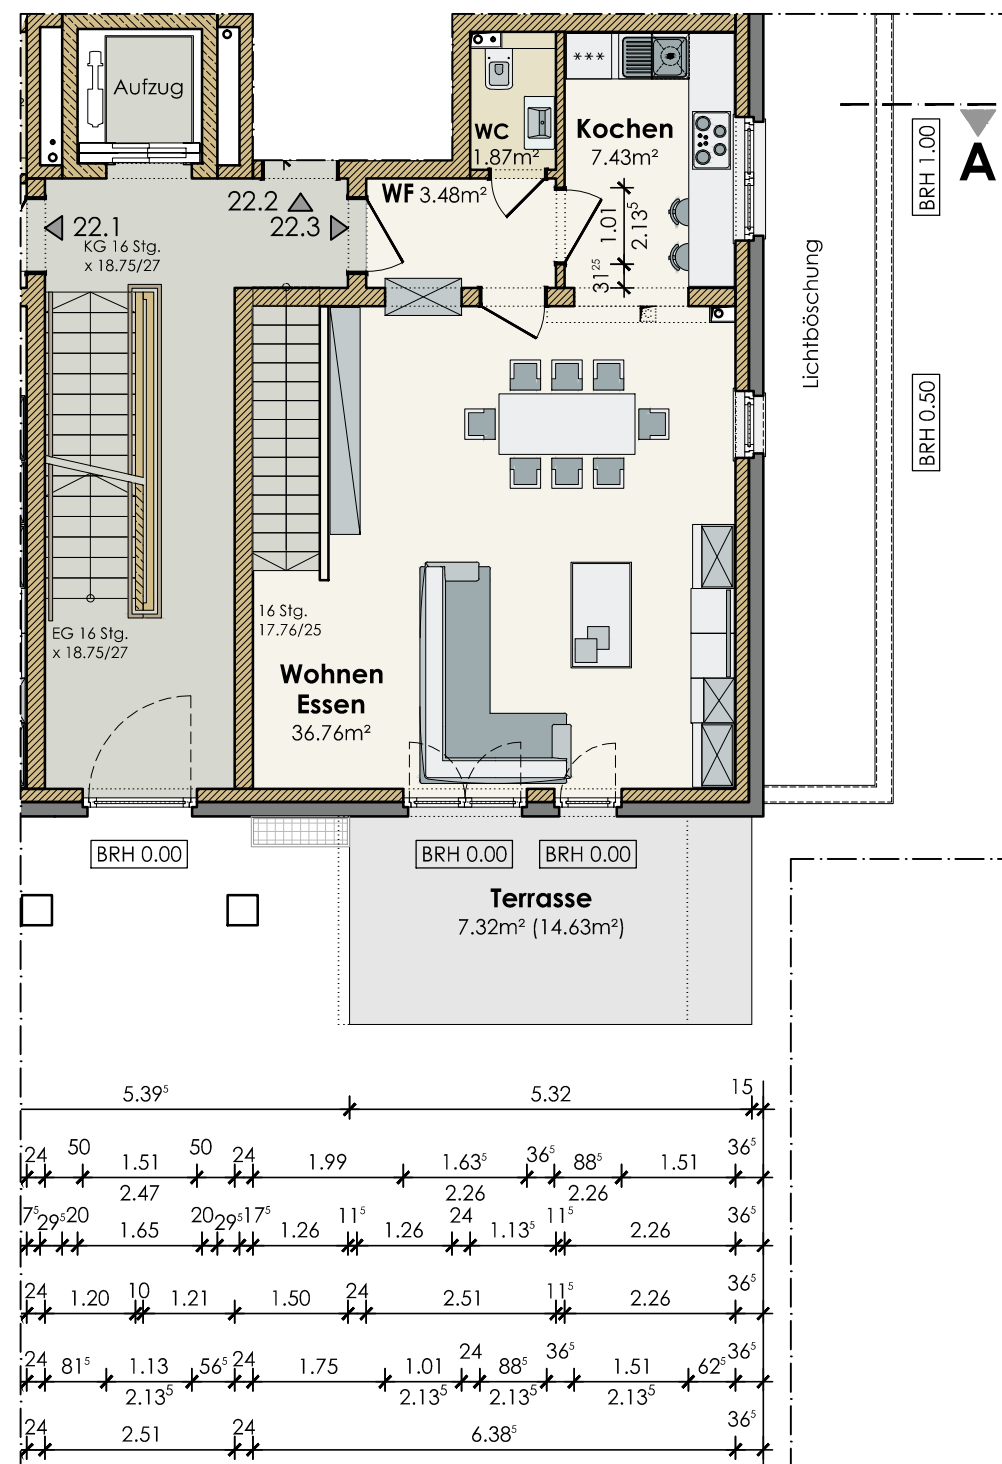 Aufzug
***
WC
1.87m²
Kochen
7.43m²
WF 3.48m²
BRH 1.00
A
22.1
22.2
22.3
KG 16 Stg.
x 18.75/27
1.01
2.13⁵
31²⁵
Lichtböschung
BRH 0.50
EG 16 Stg.
x 18.75/27
16 Stg.
17.76/25
Wohnen
Essen
36.76m²
BRH 0.00
BRH 0.00
BRH 0.00
Terrasse
7.32m² (14.63m²)
5.39⁵ 5.32 15
24 50 1.51 50 24 1.99 1.63⁵ 36⁵ 88⁵ 1.51 36⁵
2.47 2.26 2.26
7⁵ 29⁵ 20 1.65 20 29⁵ 17⁵ 1.26 11⁵ 1.26 24 1.13⁵ 11⁵ 2.26 36⁵
24 1.20 10 1.21 1.50 24 2.51 11⁵ 2.26 36⁵
24 81⁵ 1.13 56⁵ 24 1.75 1.01 24 88⁵ 36⁵ 1.51 62⁵ 36⁵
2.13⁵ 2.13⁵ 2.13⁵ 2.13⁵
24 2.51 24 6.38⁵ 36⁵